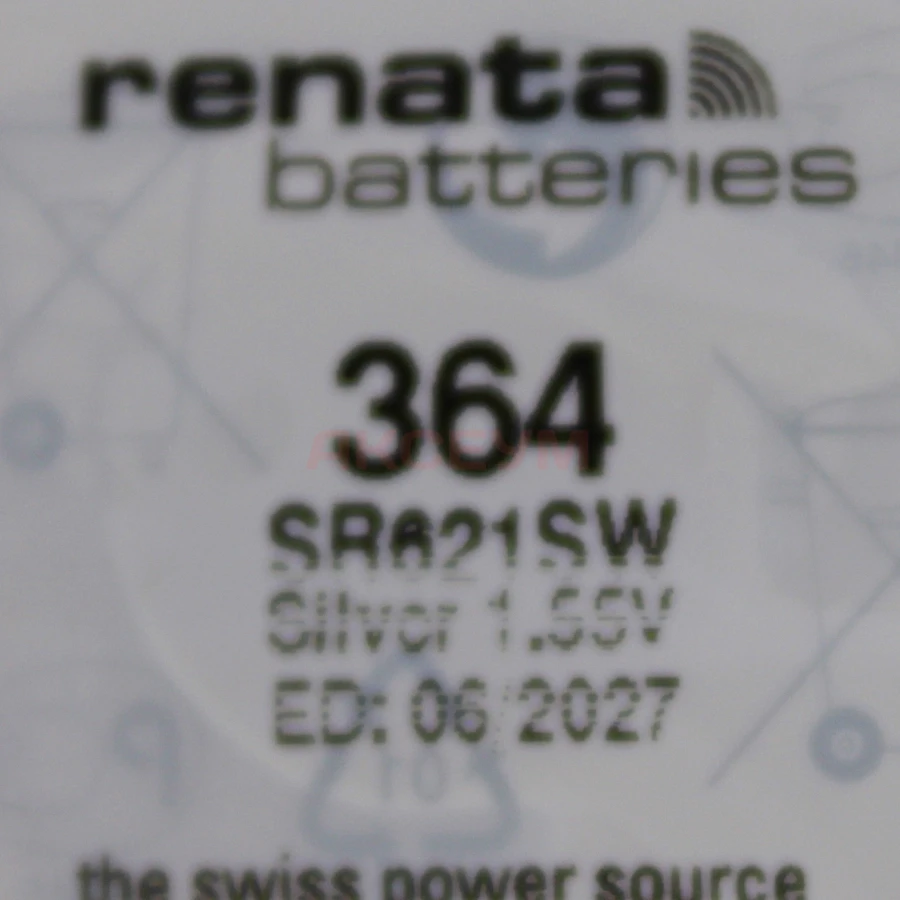 renata
batteries
364
SR621SW
Silver 1.55V
ED: 06/2027
the swiss power source